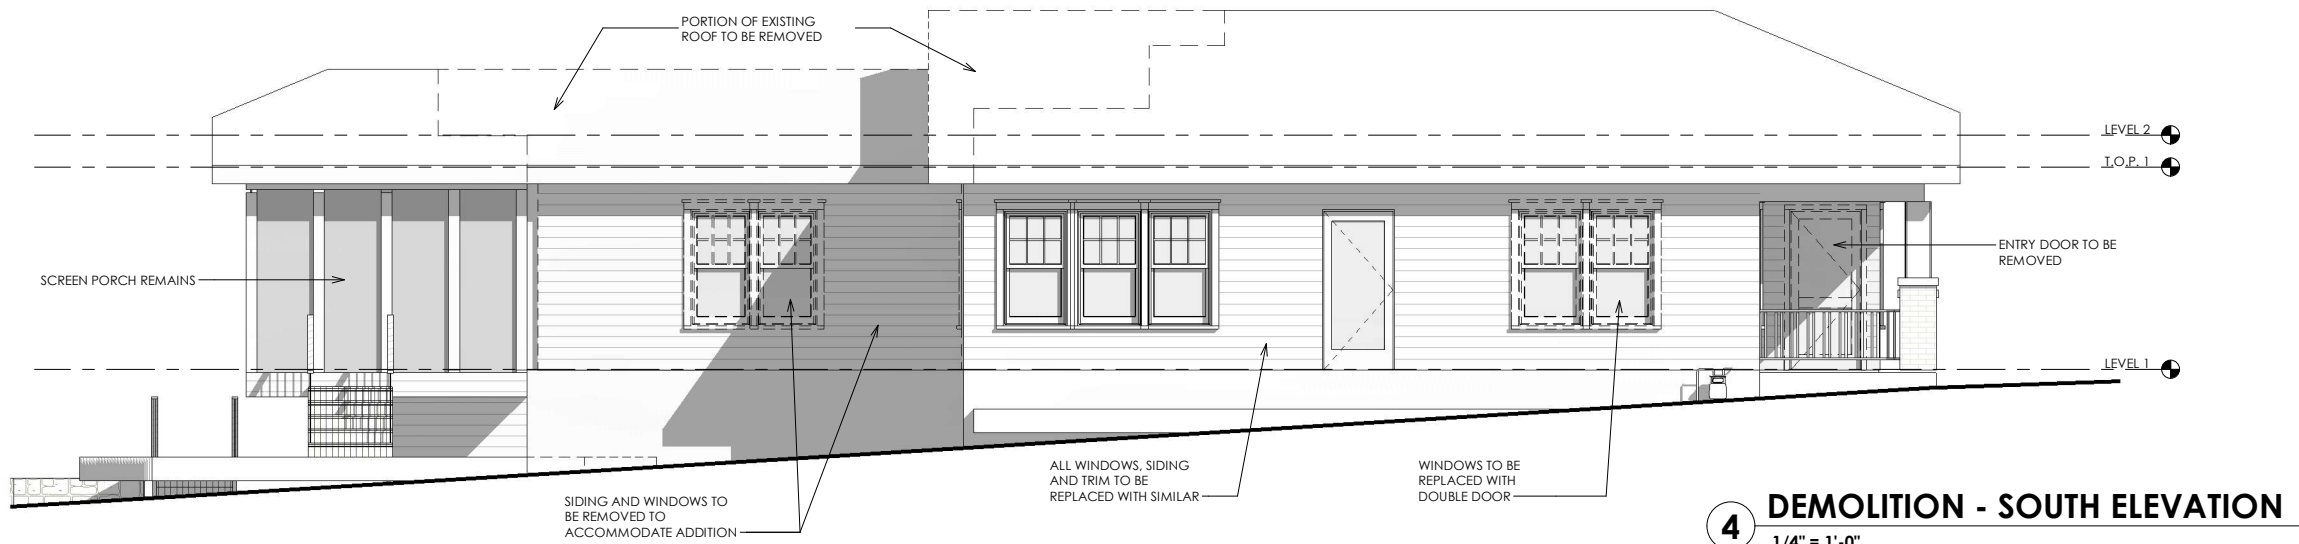 PORTION OF EXISTING
ROOF TO BE REMOVED
LEVEL 2
T.O.P. 1
SCREEN PORCH REMAINS
ENTRY DOOR TO BE
REMOVED
LEVEL 1
SIDING AND WINDOWS TO
BE REMOVED TO
ACCOMMODATE ADDITION
ALL WINDOWS, SIDING
AND TRIM TO BE
REPLACED WITH SIMILAR
WINDOWS TO BE
REPLACED WITH
DOUBLE DOOR
4
DEMOLITION - SOUTH ELEVATION
1/4" = 1'-0"